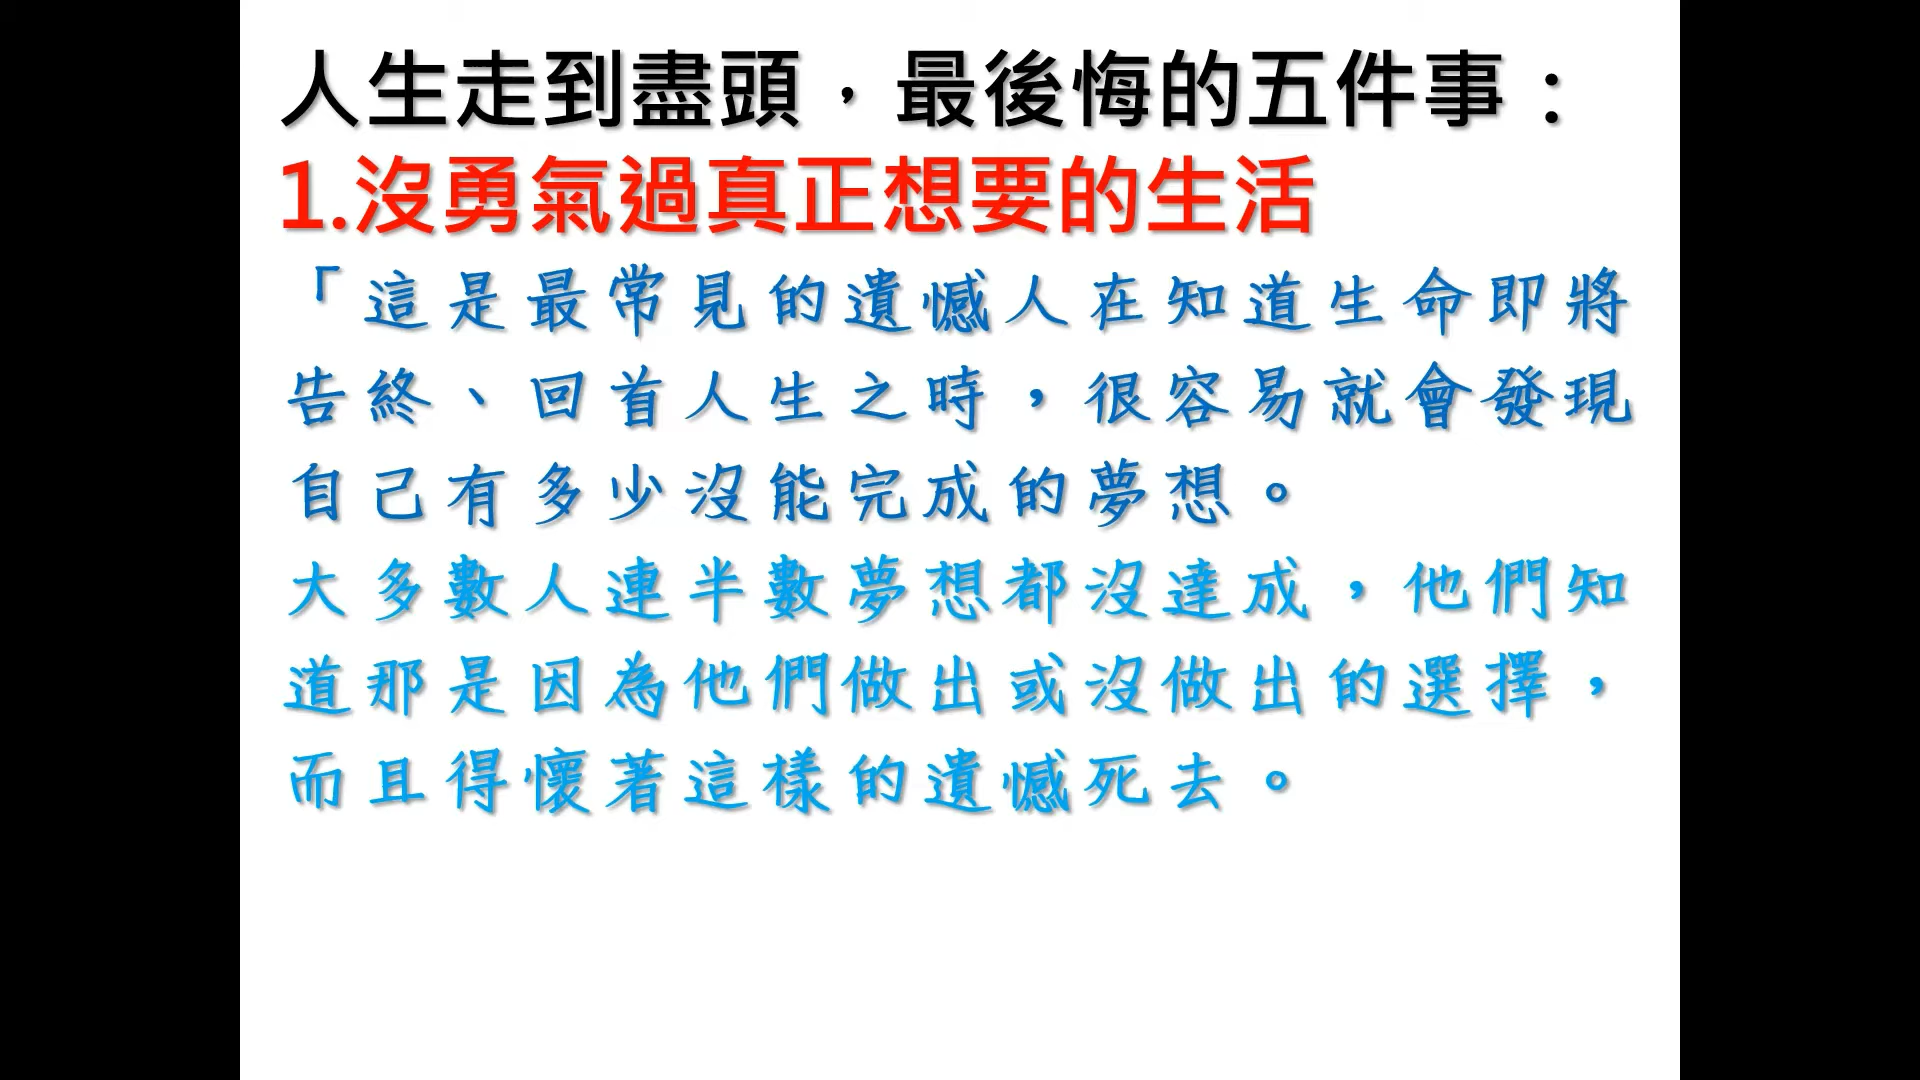 人生走到盡頭，最後悔的五件事：
1.沒勇氣過真正想要的生活
「這是最常見的遺憾人在知道生命即將
告終、回首人生之時，很容易就會發現
自己有多少沒能完成的夢想。
大多數人連半數夢想都沒達成，他們知
道那是因為他們做出或沒做出的選擇，
而且得懷著這樣的遺憾死去。